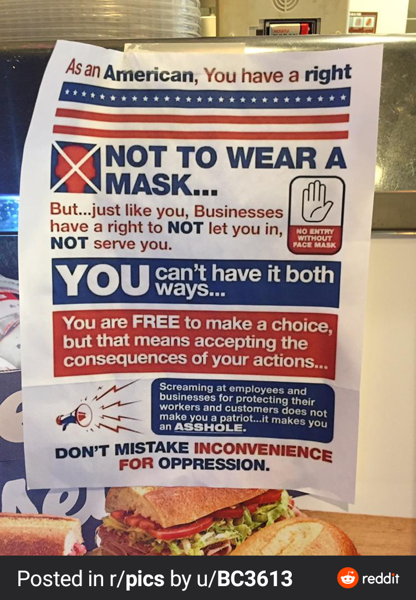 As an American, You have a right
NOT TO WEAR A
MASK...
But...just like you, Businesses
have a right to NOT let you in,
NOT serve you.
NO ENTRY
WITHOUT
FACE MASK
YOU can't have it both
ways...
You are FREE to make a choice,
but that means accepting the
consequences of your actions...
Screaming at employees and
businesses for protecting their
workers and customers does not
make you a patriot...it makes you
an ASSHOLE.
DON'T MISTAKE INCONVENIENCE
FOR OPPRESSION.
Posted in r/pics by u/BC3613
reddit